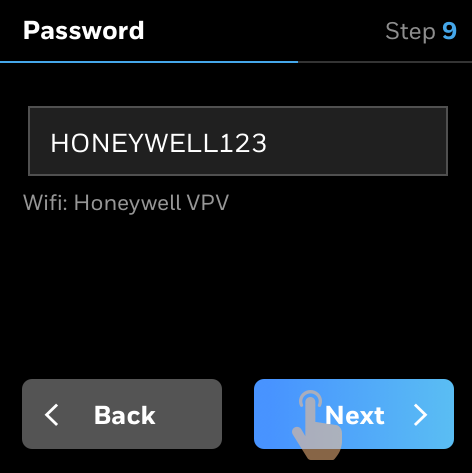 Password
Step 9
HONEYWELL123
Wifi: Honeywell VPV
Back
Next